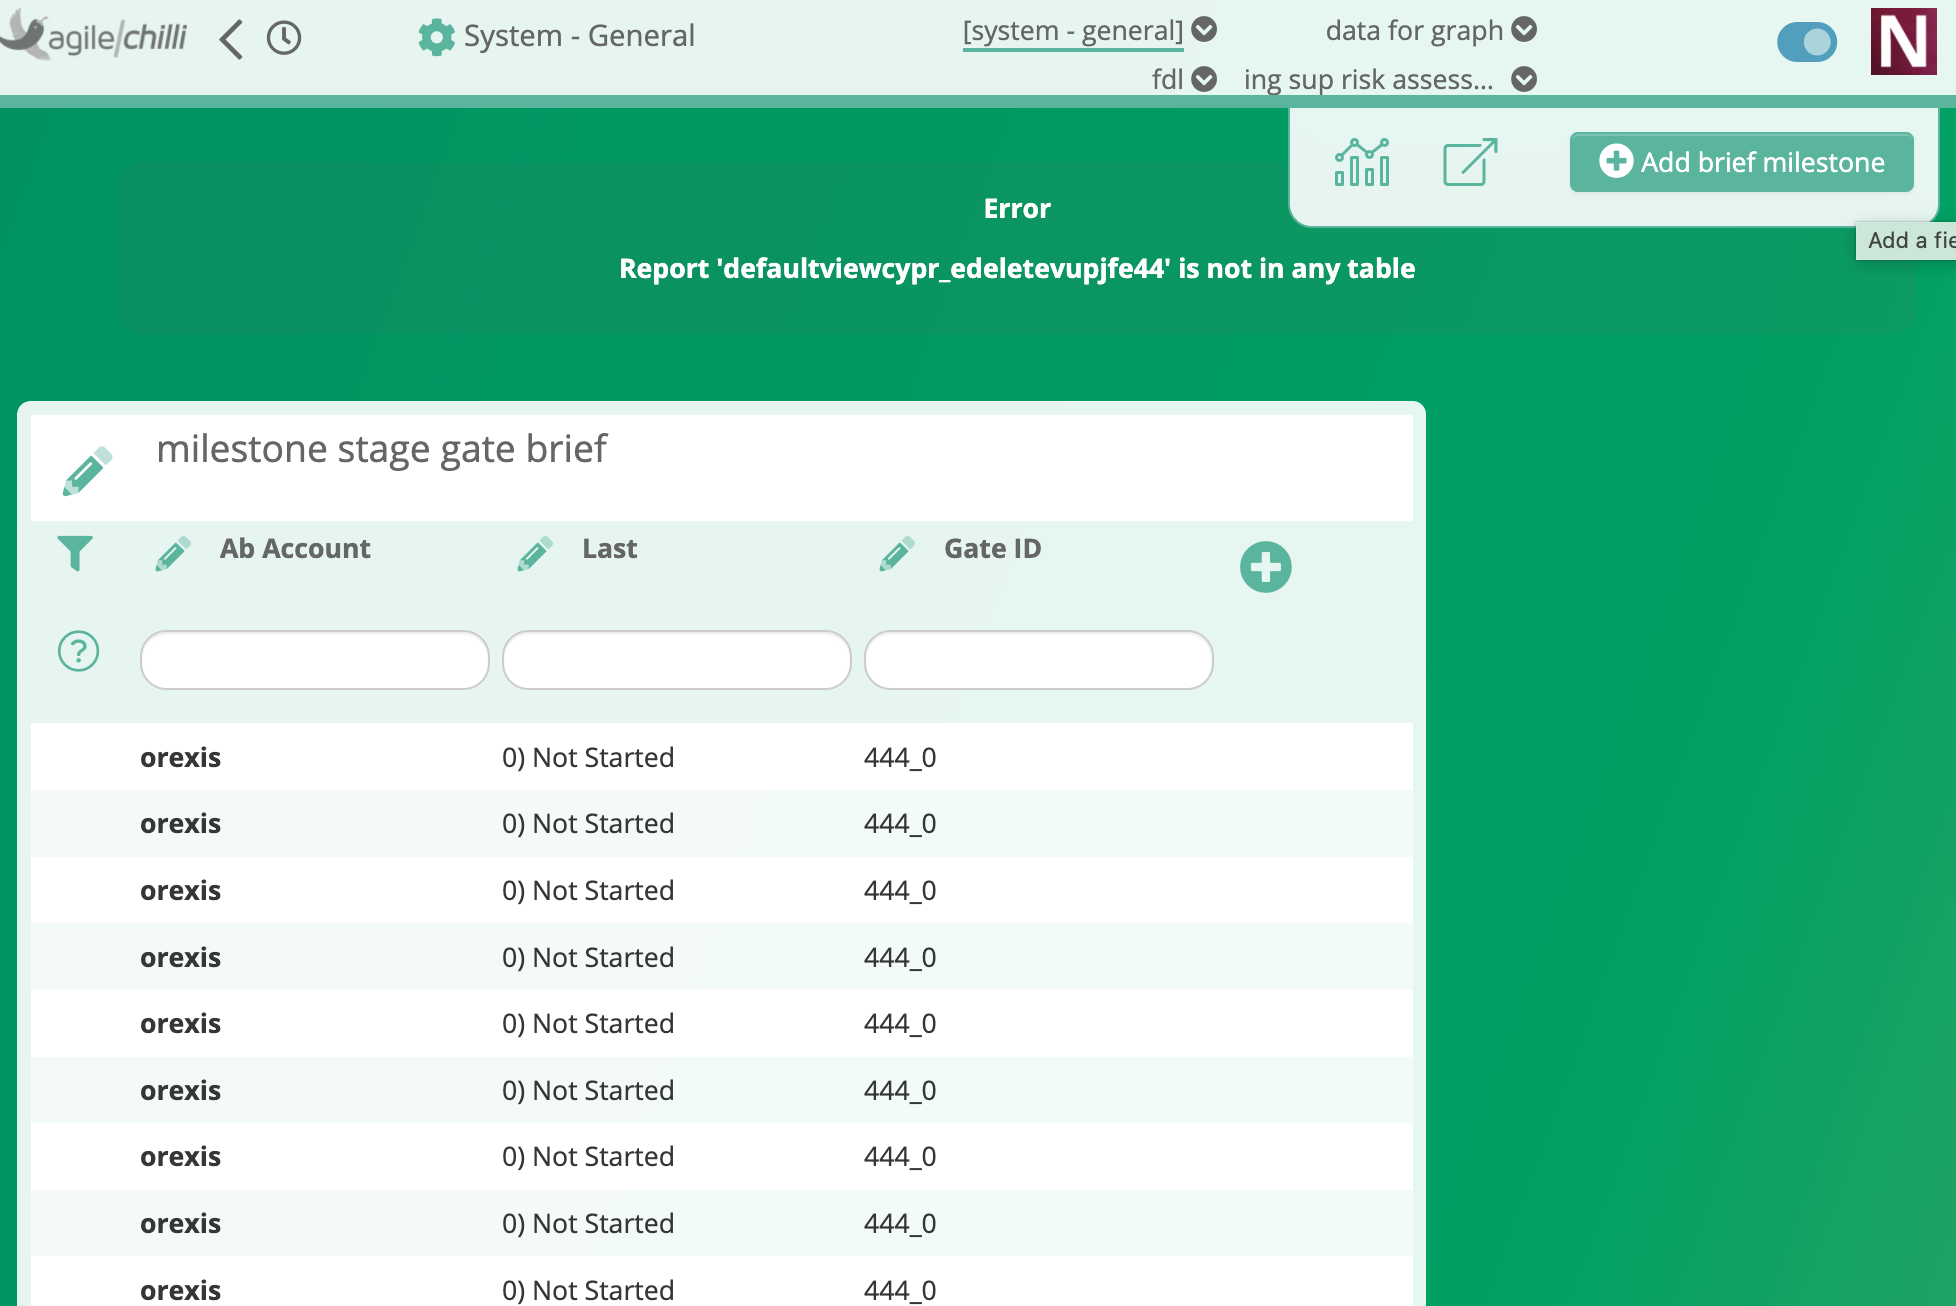 agile/chilli
System - General
[system - general]
data for graph
fdl
ing sup risk assess...
N
Add brief milestone
Add a fie
Error
Report 'defaultviewcypr_edeletevupjfe44' is not in any table
milestone stage gate brief
Ab Account Last Gate ID
?
orexis 0) Not Started 444_0
orexis 0) Not Started 444_0
orexis 0) Not Started 444_0
orexis 0) Not Started 444_0
orexis 0) Not Started 444_0
orexis 0) Not Started 444_0
orexis 0) Not Started 444_0
orexis 0) Not Started 444_0
orexis 0) Not Started 444_0